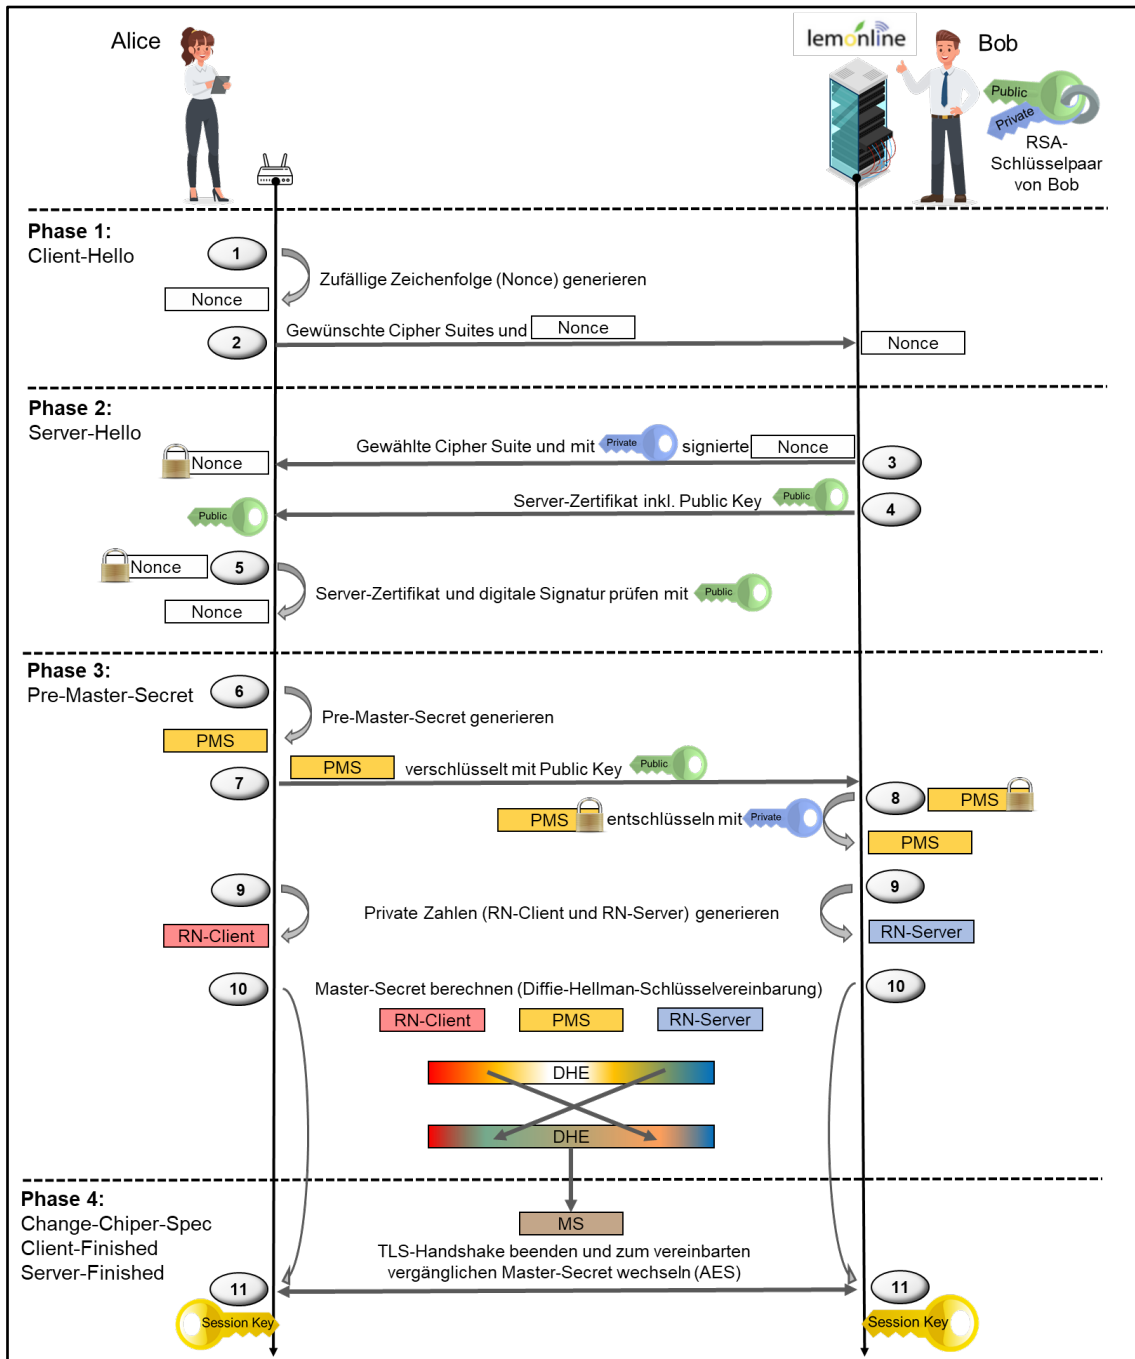 Alice
lemonline
Bob
Public
Private
RSA-
Schlüsselpaar
von Bob
Phase 1:
Client-Hello
1
Zufällige Zeichenfolge (Nonce) generieren
Nonce
2
Gewünschte Cipher Suites und Nonce
Nonce
Phase 2:
Server-Hello
Gewählte Cipher Suite und mit Private signierte Nonce
Nonce
3
Server-Zertifikat inkl. Public Key Public
Public
4
Nonce
5
Server-Zertifikat und digitale Signatur prüfen mit Public
Nonce
Phase 3:
Pre-Master-Secret
6
Pre-Master-Secret generieren
PMS
7
PMS verschlüsselt mit Public Key Public
8
PMS
PMS entschlüsseln mit Private
PMS
9
9
Private Zahlen (RN-Client und RN-Server) generieren
RN-Client
RN-Server
10
10
Master-Secret berechnen (Diffie-Hellman-Schlüsselvereinbarung)
RN-Client PMS RN-Server
DHE
DHE
Phase 4:
Change-Chiper-Spec
Client-Finished
Server-Finished
MS
TLS-Handshake beenden und zum vereinbarten
vergänglichen Master-Secret wechseln (AES)
11
11
Session Key
Session Key